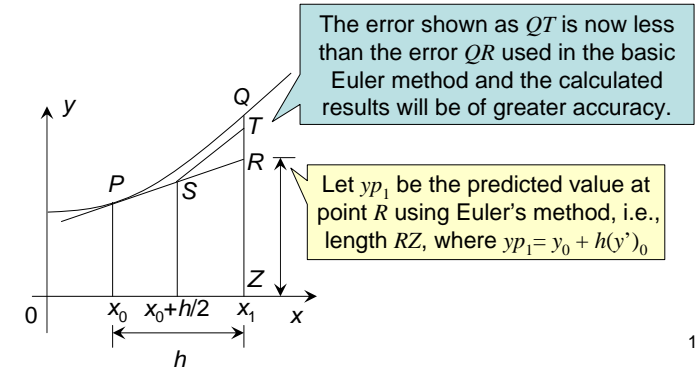 The error shown as QT is now less
than the error QR used in the basic
Euler method and the calculated
results will be of greater accuracy.
y
Q
T
R
P
S
Let yp₁ be the predicted value at
point R using Euler's method, i.e.,
length RZ, where yp₁= y₀ + h(y’)₀
Z
0
x₀
x₀+h/2
x₁
x
h
1